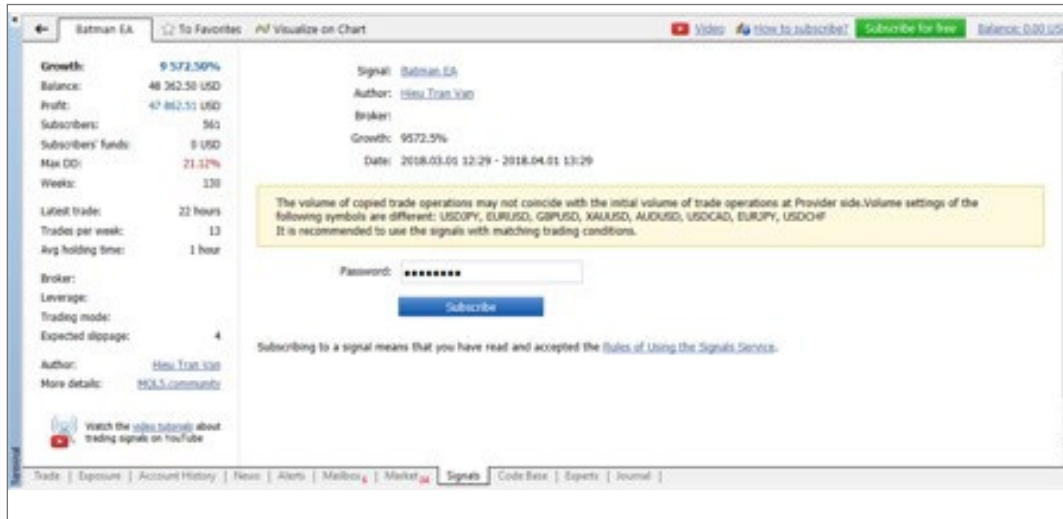 Batman EA To Favorites Visualize on Chart Video How to subscribe? Subscribe for free Balance: 0.00 US
Growth: 9 572.50%
Balance: 48 362.50 USD
Profit: 47 862.51 USD
Subscribers: 561
Subscribers' funds: 0 USD
Max DD: 21.12%
Weeks: 130
Latest trade: 22 hours
Trades per week: 13
Avg holding time: 1 hour
Broker:
Leverage:
Trading mode:
Expected slippage: 4
Author: Hieu Tran Van
More details: MQL5.community
Watch the video tutorials about
trading signals on YouTube
Signal: Batman EA
Author: Hieu Tran Van
Broker:
Growth: 9572.5%
Date: 2018.03.01 12:29 - 2018.04.01 13:29
The volume of copied trade operations may not coincide with the initial volume of trade operations at Provider side.Volume settings of the
following symbols are different: USDJPY, EURUSD, GBPUSD, XAUUSD, AUDUSD, USDCAD, EURJPY, USDCHF
It is recommended to use the signals with matching trading conditions.
Password: ●●●●●●●●
Subscribe
Subscribing to a signal means that you have read and accepted the Rules of Using the Signals Service.
Terminal
Trade | Exposure | Account History | News | Alerts | Mailbox | Market | Signals | Code Base | Experts | Journal |